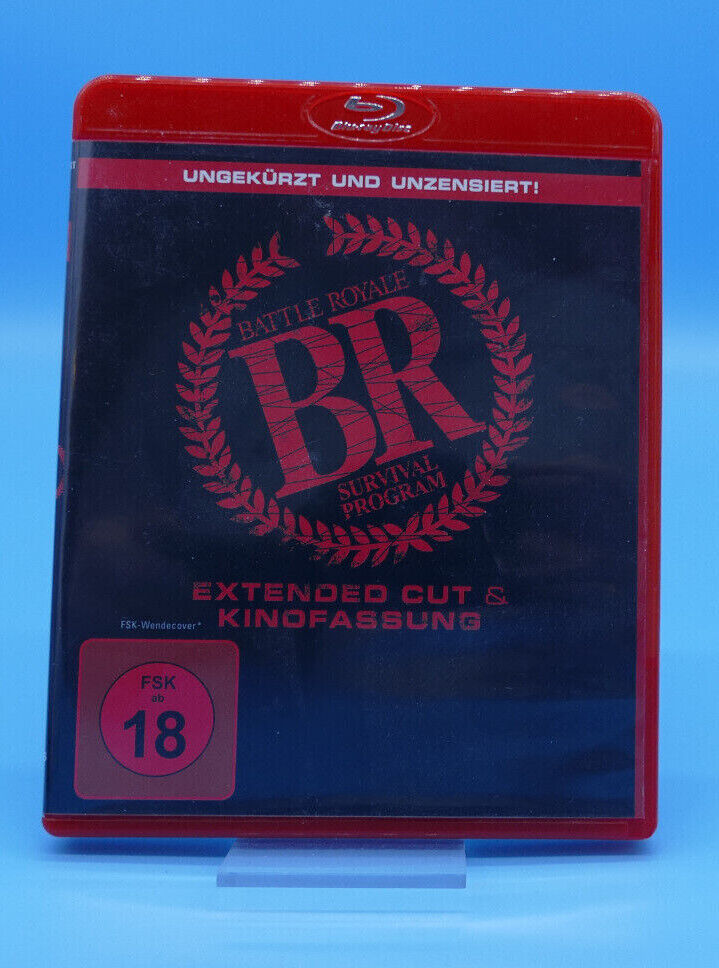 Blu-ray Disc
UNGEKÜRZT UND UNZENSIERT!
BATTLE ROYALE
BR
SURVIVAL
PROGRAM
EXTENDED CUT &
KINOFASSUNG
FSK-Wendecover*
FSK
ab
18